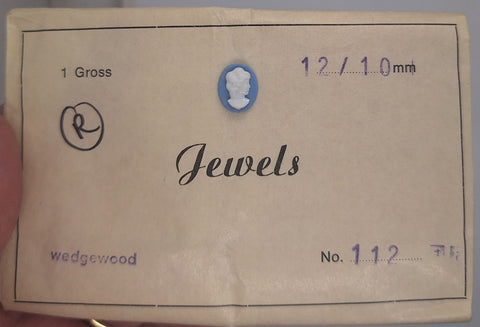 1 Gross 12/10mm
R
Jewels
wedgewood No. 112